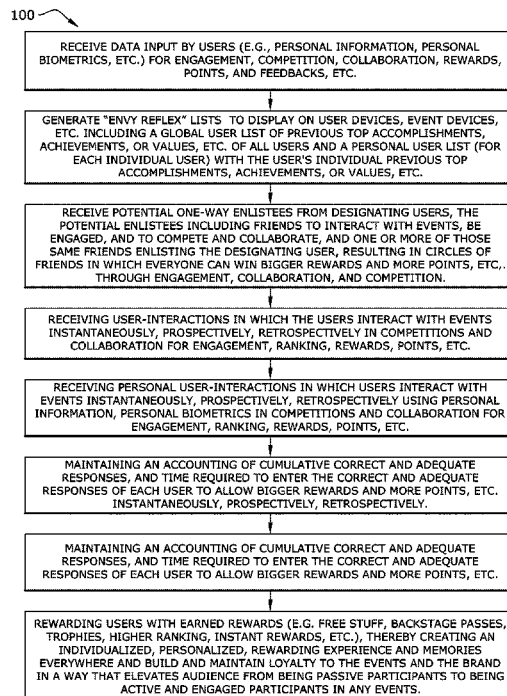 100
RECEIVE DATA INPUT BY USERS (E.G., PERSONAL INFORMATION, PERSONAL
BIOMETRICS, ETC.) FOR ENGAGEMENT, COMPETITION, COLLABORATION, REWARDS,
POINTS, AND FEEDBACKS, ETC.
GENERATE "ENVY REFLEX" LISTS TO DISPLAY ON USER DEVICES, EVENT DEVICES,
ETC. INCLUDING A GLOBAL USER LIST OF PREVIOUS TOP ACCOMPLISHMENTS,
ACHIEVEMENTS, OR VALUES, ETC. OF ALL USERS AND A PERSONAL USER LIST (FOR
EACH INDIVIDUAL USER) WITH THE USER'S INDIVIDUAL PREVIOUS TOP
ACCOMPLISHMENTS, ACHIEVEMENTS, OR VALUES, ETC.
RECEIVE POTENTIAL ONE-WAY ENLISTEES FROM DESIGNATING USERS, THE
POTENTIAL ENLISTEES INCLUDING FRIENDS TO INTERACT WITH EVENTS, BE
ENGAGED, AND TO COMPETE AND COLLABORATE, AND ONE OR MORE OF THOSE
SAME FRIENDS ENLISTING THE DESIGNATING USER, RESULTING IN CIRCLES OF
FRIENDS IN WHICH EVERYONE CAN WIN BIGGER REWARDS AND MORE POINTS, ETC,.
THROUGH ENGAGEMENT, COLLABORATION, AND COMPETITION.
RECEIVING USER-INTERACTIONS IN WHICH THE USERS INTERACT WITH EVENTS
INSTANTANEOUSLY, PROSPECTIVELY, RETROSPECTIVELY IN COMPETITIONS AND
COLLABORATION FOR ENGAGEMENT, RANKING, REWARDS, POINTS, ETC.
RECEIVING PERSONAL USER-INTERACTIONS IN WHICH USERS INTERACT WITH
EVENTS INSTANTANEOUSLY, PROSPECTIVELY, RETROSPECTIVELY USING PERSONAL
INFORMATION, PERSONAL BIOMETRICS IN COMPETITIONS AND COLLABORATION FOR
ENGAGEMENT, RANKING, REWARDS, POINTS, ETC.
MAINTAINING AN ACCOUNTING OF CUMULATIVE CORRECT AND ADEQUATE
RESPONSES, AND TIME REQUIRED TO ENTER THE CORRECT AND ADEQUATE
RESPONSES OF EACH USER TO ALLOW BIGGER REWARDS AND MORE POINTS, ETC.
INSTANTANEOUSLY, PROSPECTIVELY, RETROSPECTIVELY.
MAINTAINING AN ACCOUNTING OF CUMULATIVE CORRECT AND ADEQUATE
RESPONSES, AND TIME REQUIRED TO ENTER THE CORRECT AND ADEQUATE
RESPONSES OF EACH USER TO ALLOW BIGGER REWARDS AND MORE POINTS, ETC.
REWARDING USERS WITH EARNED REWARDS (E.G. FREE STUFF, BACKSTAGE PASSES,
TROPHIES, HIGHER RANKING, INSTANT REWARDS, ETC.), THEREBY CREATING AN
INDIVIDUALIZED, PERSONALIZED, REWARDING EXPERIENCE AND MEMORIES
EVERYWHERE AND BUILD AND MAINTAIN LOYALTY TO THE EVENTS AND THE BRAND
IN A WAY THAT ELEVATES AUDIENCE FROM BEING PASSIVE PARTICIPANTS TO BEING
ACTIVE AND ENGAGED PARTICIPANTS IN ANY EVENTS.